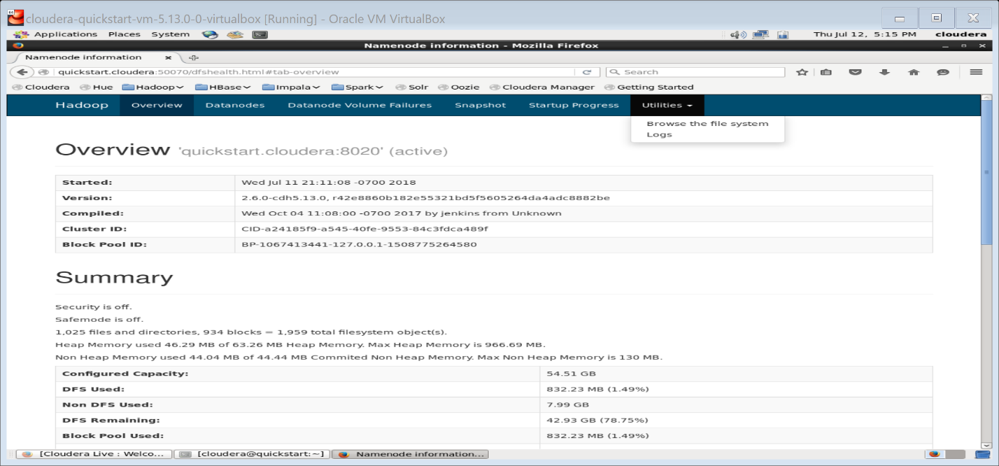 cloudera-quickstart-vm-5.13.0-0-virtualbox [Running] - Oracle VM VirtualBox
Applications Places System Thu Jul 12, 5:15 PM cloudera
Namenode information - Mozilla Firefox
Namenode information
quickstart.cloudera:50070/dfshealth.html#tab-overview Search
Cloudera Hue Hadoop HBase Impala Spark Solr Oozie Cloudera Manager Getting Started
Hadoop Overview Datanodes Datanode Volume Failures Snapshot Startup Progress Utilities
Browse the file system
Logs
Overview 'quickstart.cloudera:8020' (active)
Started: Wed Jul 11 21:11:08 -0700 2018
Version: 2.6.0-cdh5.13.0, r42e8860b182e55321bd5f5605264da4adc8882be
Compiled: Wed Oct 04 11:08:00 -0700 2017 by jenkins from Unknown
Cluster ID: CID-a24185f9-a545-40fe-9553-84c3fdca489f
Block Pool ID: BP-1067413441-127.0.0.1-1508775264580
Summary
Security is off.
Safemode is off.
1,025 files and directories, 934 blocks = 1,959 total filesystem object(s).
Heap Memory used 46.29 MB of 63.26 MB Heap Memory. Max Heap Memory is 966.69 MB.
Non Heap Memory used 44.04 MB of 44.44 MB Commited Non Heap Memory. Max Non Heap Memory is 130 MB.
Configured Capacity: 54.51 GB
DFS Used: 832.23 MB (1.49%)
Non DFS Used: 7.99 GB
DFS Remaining: 42.93 GB (78.75%)
Block Pool Used: 832.23 MB (1.49%)
[Cloudera Live : Welco... [cloudera@quickstart:~] Namenode information...